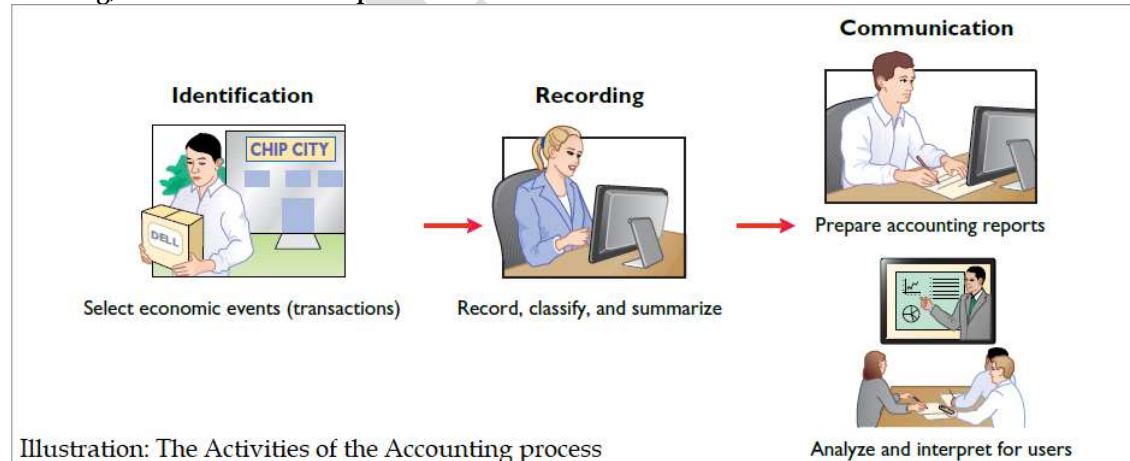 Communication
Identification
Recording
CHIP CITY
DELL
Prepare accounting reports
Select economic events (transactions)
Record, classify, and summarize
Analyze and interpret for users
Illustration: The Activities of the Accounting process